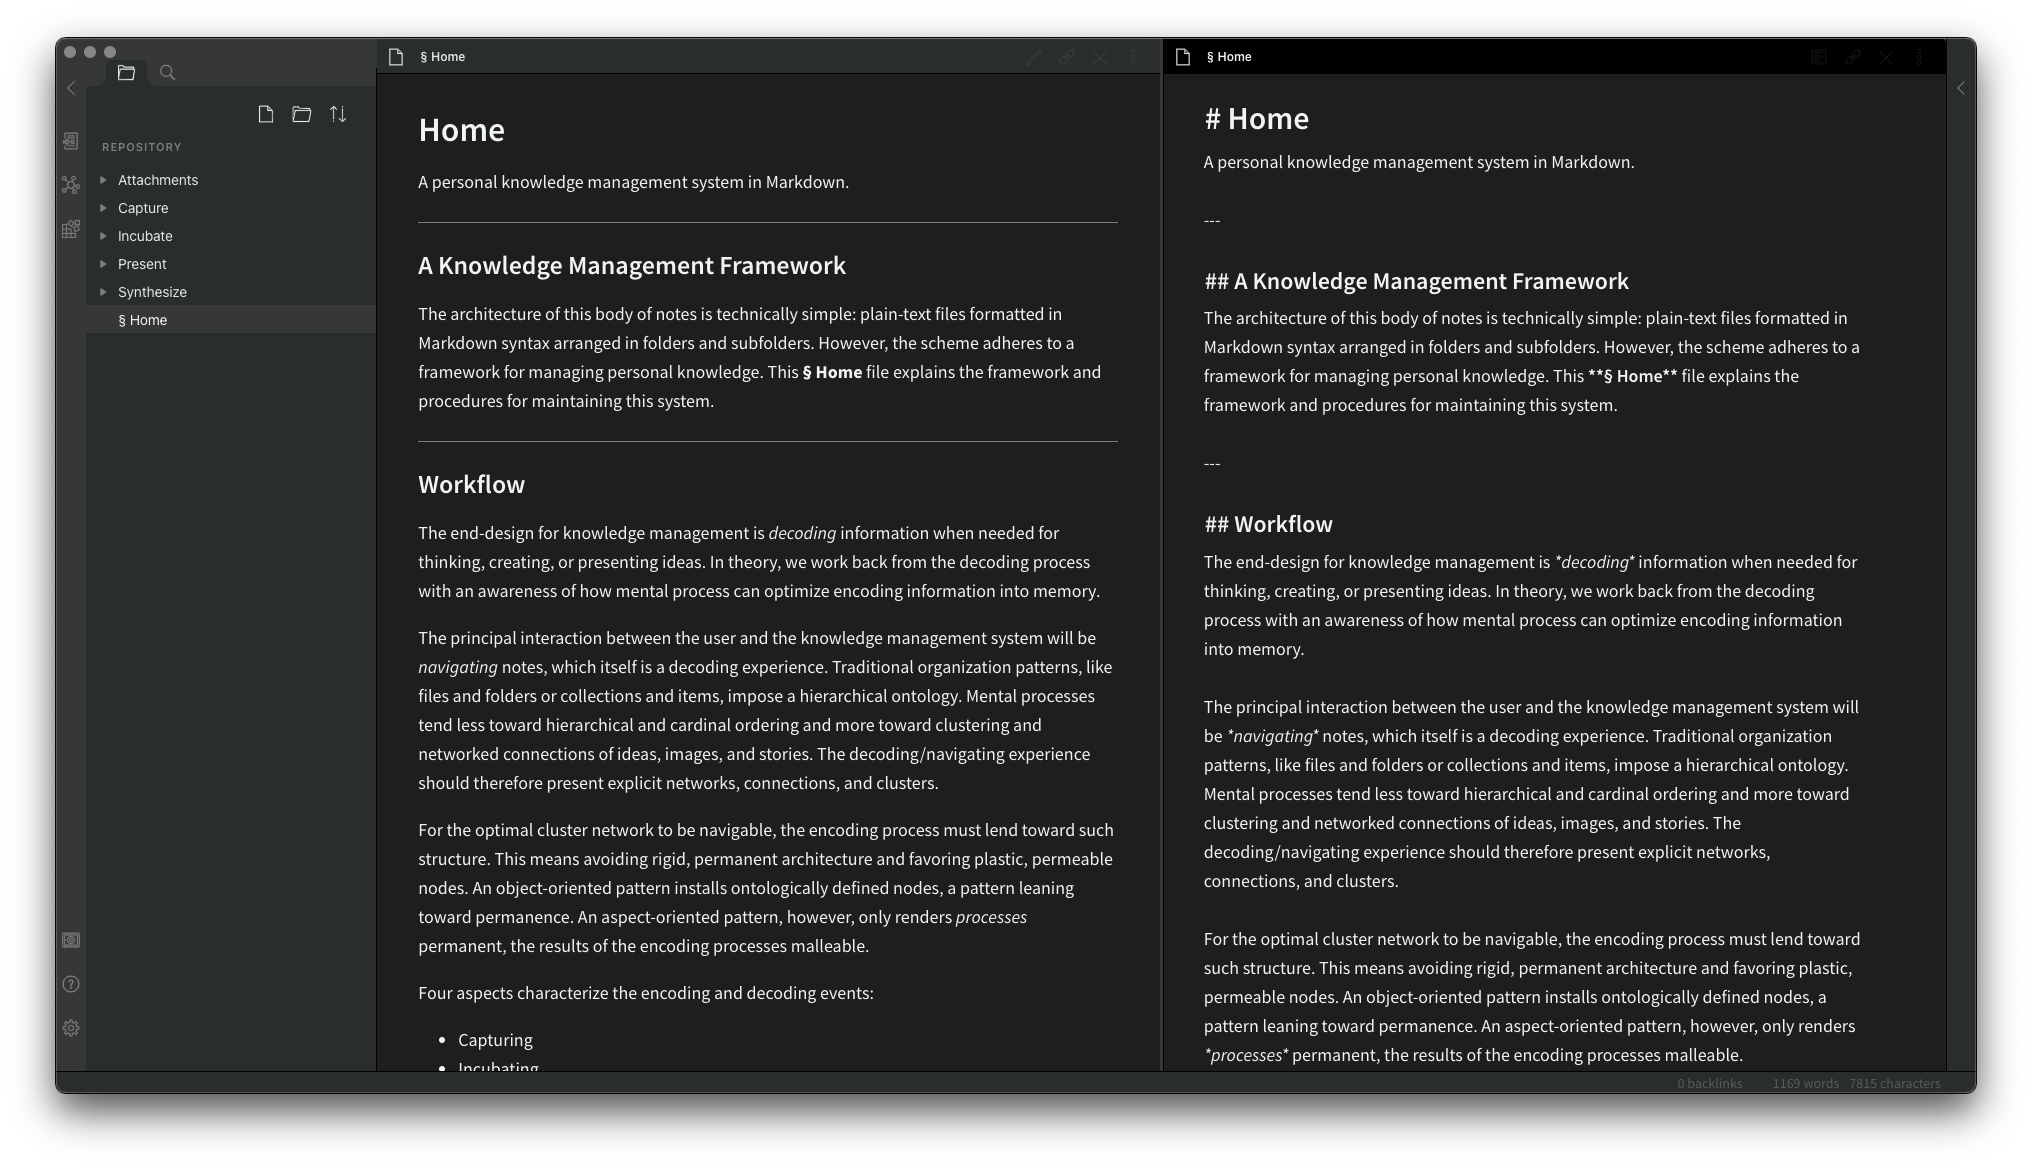 REPOSITORY
Attachments
Capture
Incubate
Present
Synthesize
§ Home
§ Home
Home
A personal knowledge management system in Markdown.
A Knowledge Management Framework
The architecture of this body of notes is technically simple: plain-text files formatted in
Markdown syntax arranged in folders and subfolders. However, the scheme adheres to a
framework for managing personal knowledge. This § Home file explains the framework and
procedures for maintaining this system.
Workflow
The end-design for knowledge management is decoding information when needed for
thinking, creating, or presenting ideas. In theory, we work back from the decoding process
with an awareness of how mental process can optimize encoding information into memory.
The principal interaction between the user and the knowledge management system will be
navigating notes, which itself is a decoding experience. Traditional organization patterns, like
files and folders or collections and items, impose a hierarchical ontology. Mental processes
tend less toward hierarchical and cardinal ordering and more toward clustering and
networked connections of ideas, images, and stories. The decoding/navigating experience
should therefore present explicit networks, connections, and clusters.
For the optimal cluster network to be navigable, the encoding process must lend toward such
structure. This means avoiding rigid, permanent architecture and favoring plastic, permeable
nodes. An object-oriented pattern installs ontologically defined nodes, a pattern leaning
toward permanence. An aspect-oriented pattern, however, only renders processes
permanent, the results of the encoding processes malleable.
Four aspects characterize the encoding and decoding events:
• Capturing
• Incubating
§ Home
# Home
A personal knowledge management system in Markdown.
---
## A Knowledge Management Framework
The architecture of this body of notes is technically simple: plain-text files formatted in
Markdown syntax arranged in folders and subfolders. However, the scheme adheres to a
framework for managing personal knowledge. This **§ Home** file explains the
framework and procedures for maintaining this system.
---
## Workflow
The end-design for knowledge management is *decoding* information when needed for
thinking, creating, or presenting ideas. In theory, we work back from the decoding
process with an awareness of how mental process can optimize encoding information
into memory.
The principal interaction between the user and the knowledge management system will
be *navigating* notes, which itself is a decoding experience. Traditional organization
patterns, like files and folders or collections and items, impose a hierarchical ontology.
Mental processes tend less toward hierarchical and cardinal ordering and more toward
clustering and networked connections of ideas, images, and stories. The
decoding/navigating experience should therefore present explicit networks,
connections, and clusters.
For the optimal cluster network to be navigable, the encoding process must lend toward
such structure. This means avoiding rigid, permanent architecture and favoring plastic,
permeable nodes. An object-oriented pattern installs ontologically defined nodes, a
pattern leaning toward permanence. An aspect-oriented pattern, however, only renders
*processes* permanent, the results of the encoding processes malleable.
0 backlinks 1169 words 7815 characters